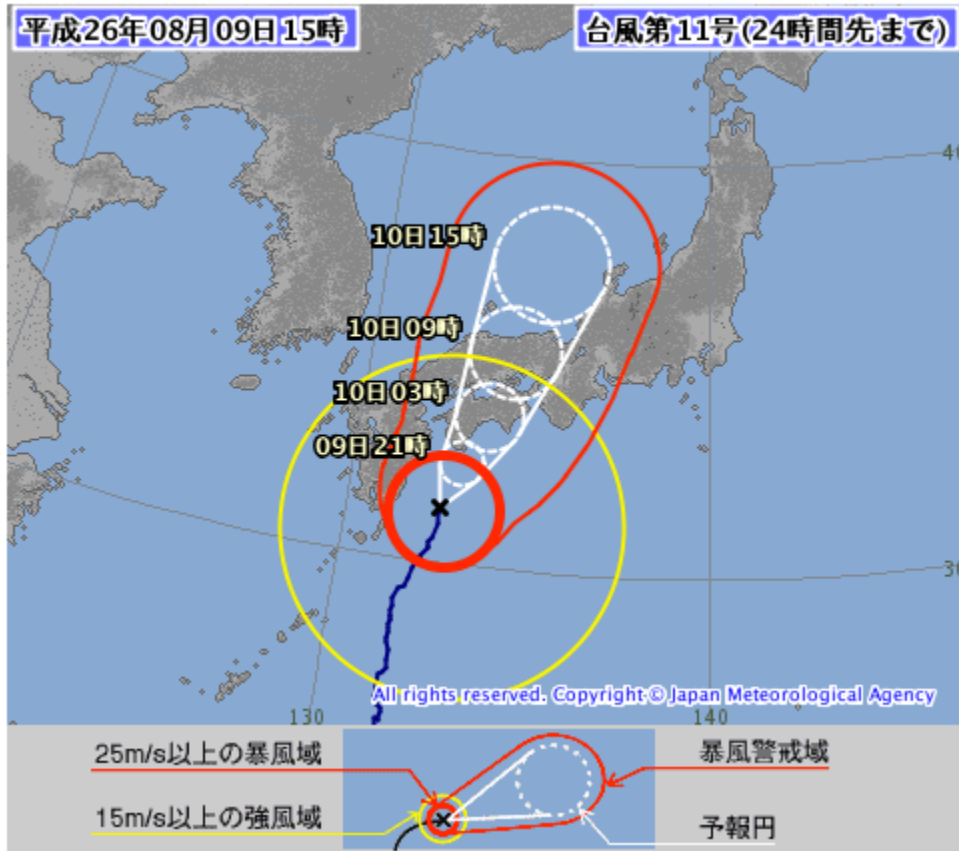 平成26年08月09日15時
台風第11号(24時間先まで)
40
10日15時
10日09時
10日03時
09日21時
30
All rights reserved. Copyright © Japan Meteorological Agency
130
140
25m/s以上の暴風域
暴風警戒域
15m/s以上の強風域
予報円